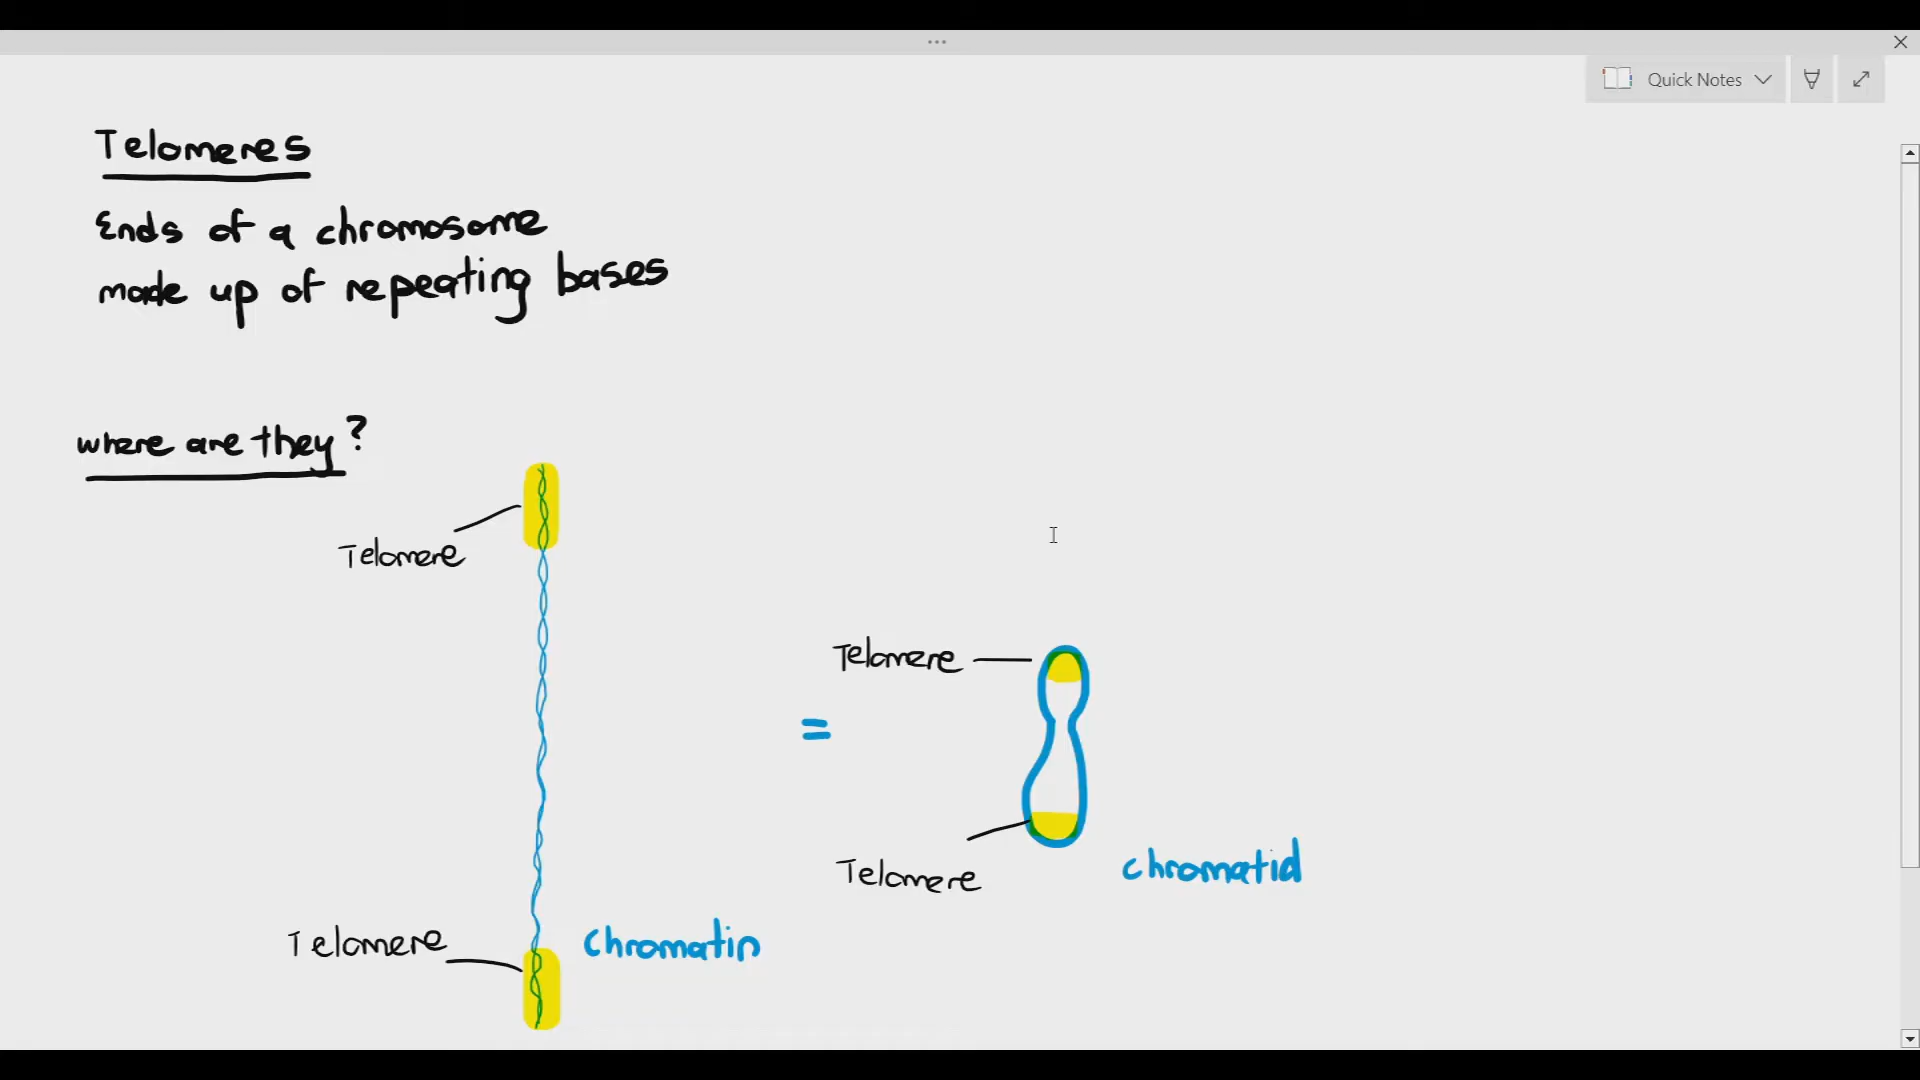 Quick Notes
Telomeres
Ends of a chromosome
made up of repeating bases
where are they?
Telomere
Telomere
=
Telomere
chromatid
Telomere
chromatin